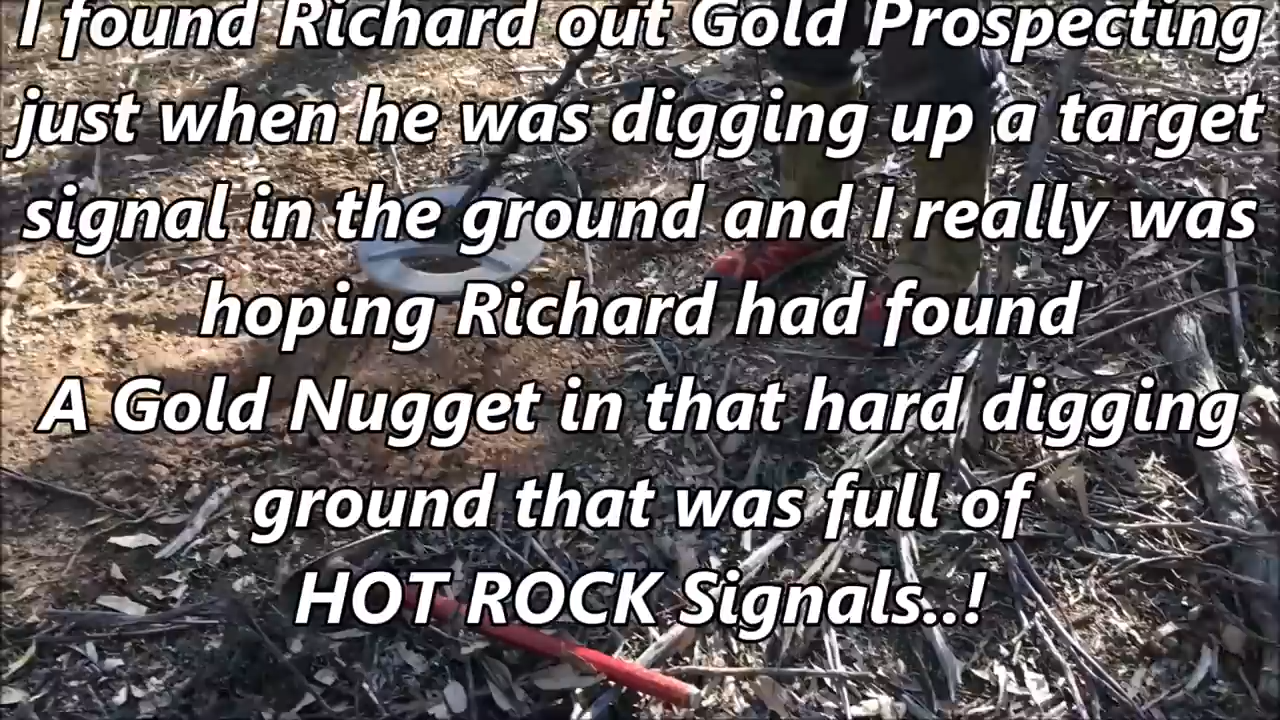 I found Richard out Gold Prospecting
just when he was digging up a target
signal in the ground and I really was
hoping Richard had found
A Gold Nugget in that hard digging
ground that was full of
HOT ROCK Signals..!